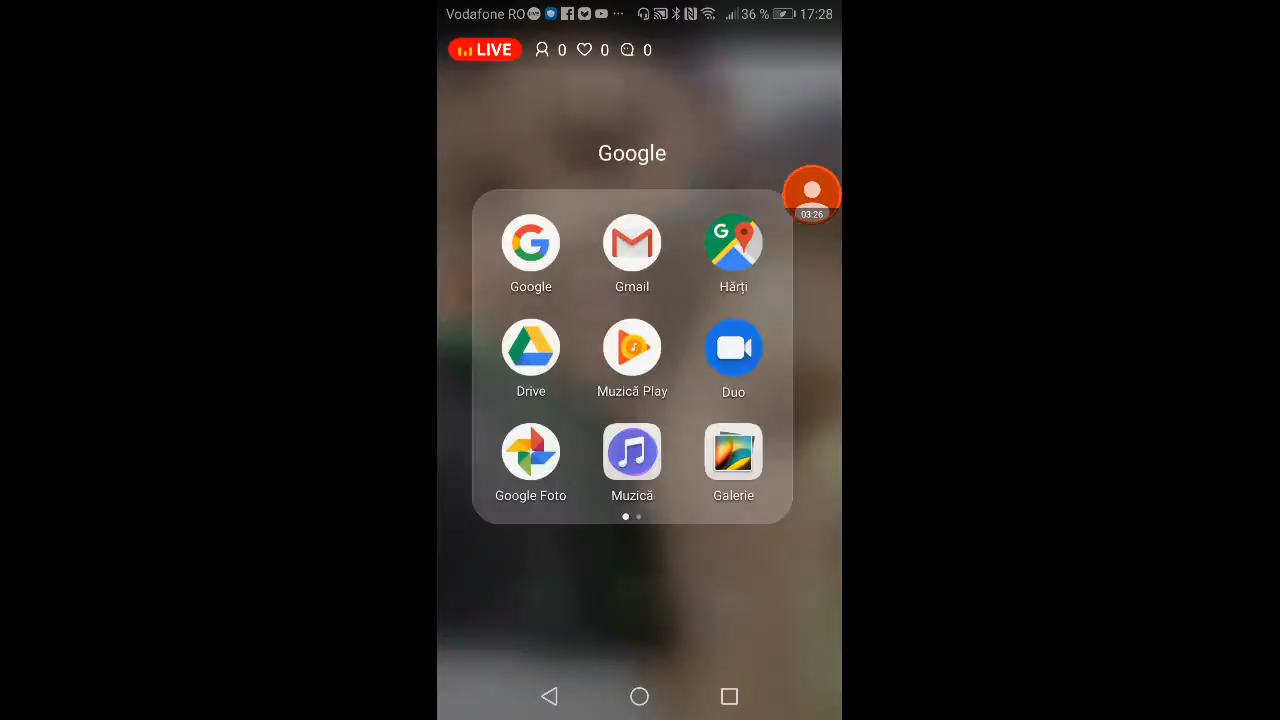 Vodafone RO 36 % 17:28
LIVE 0 0 0
Google
03:26
Google Gmail Hărți
Drive Muzică Play Duo
Google Foto Muzică Galerie